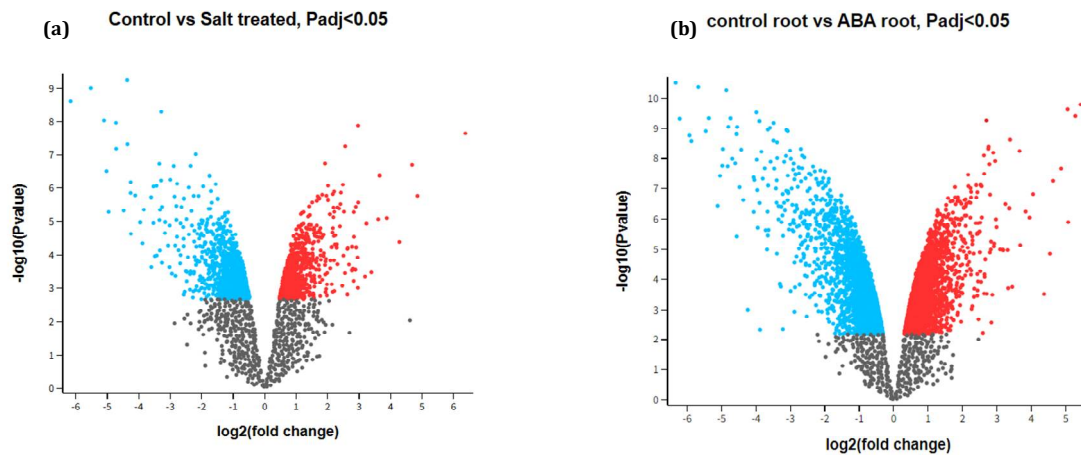 (a)
Control vs Salt treated, Padj<0.05
-log10(Pvalue)
9
8
7
6
5
4
3
2
1
0
-6 -5 -4 -3 -2 -1 0 1 2 3 4 5 6
log2(fold change)
(b)
control root vs ABA root, Padj<0.05
-log10(Pvalue)
10
9
8
7
6
5
4
3
2
1
0
-6 -5 -4 -3 -2 -1 0 1 2 3 4 5
log2(fold change)